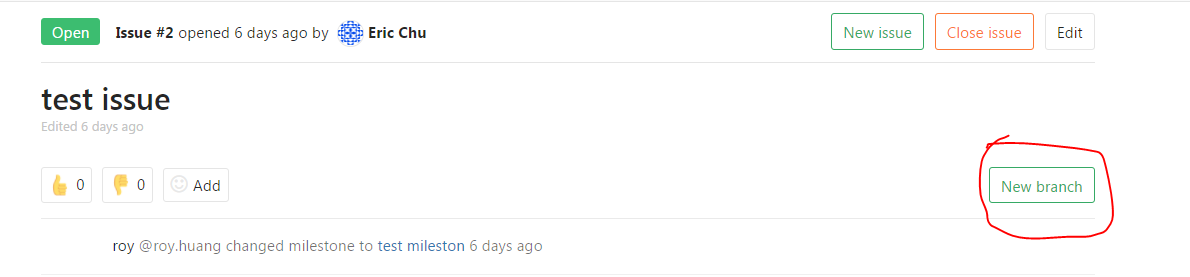 Open Issue #2 opened 6 days ago by Eric Chu New issue Close issue Edit
test issue
Edited 6 days ago
0 0 Add New branch
roy @roy.huang changed milestone to test mileston 6 days ago